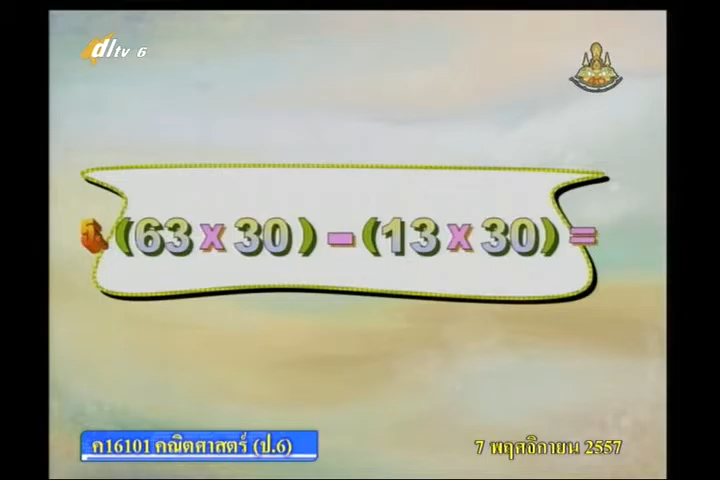 dltv 6
(63 x 30) - (13 x 30) =
ค16101 คณิตศาสตร์ (ป.6)
7 พฤศจิกายน 2557